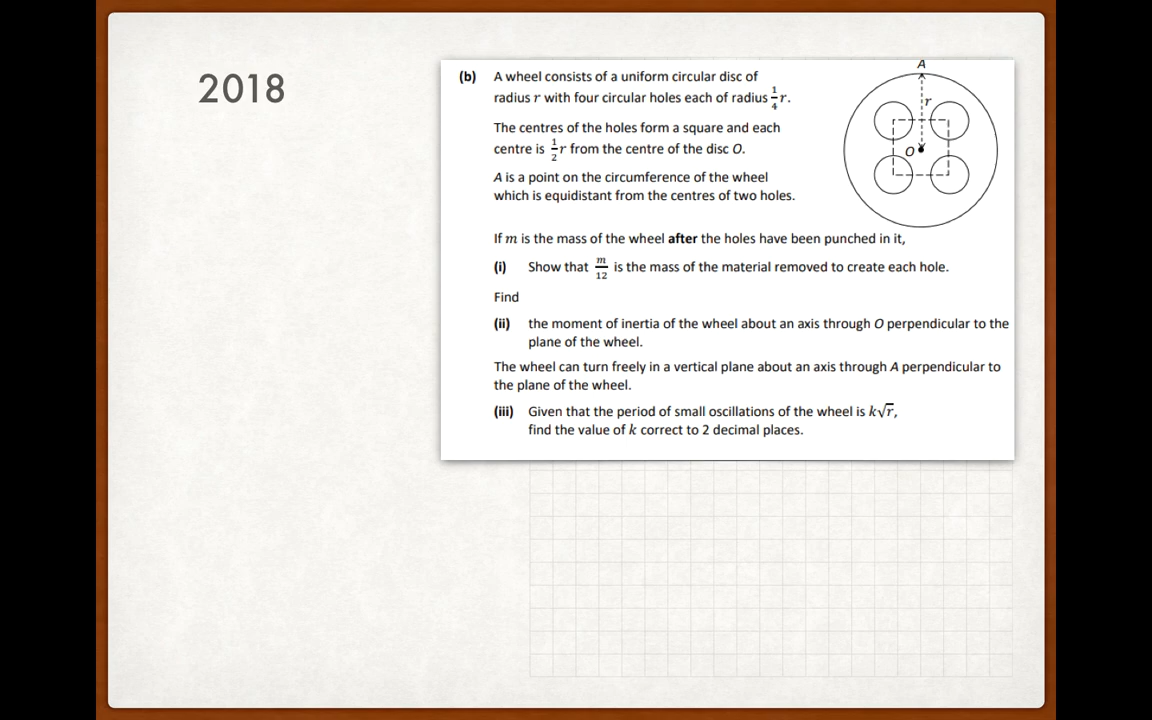 2018
(b) A wheel consists of a uniform circular disc of
radius r with four circular holes each of radius 1/4 r.
The centres of the holes form a square and each
centre is 1/2 r from the centre of the disc O.
A is a point on the circumference of the wheel
which is equidistant from the centres of two holes.
A
r
O
If m is the mass of the wheel after the holes have been punched in it,
(i) Show that m/12 is the mass of the material removed to create each hole.
Find
(ii) the moment of inertia of the wheel about an axis through O perpendicular to the
plane of the wheel.
The wheel can turn freely in a vertical plane about an axis through A perpendicular to
the plane of the wheel.
(iii) Given that the period of small oscillations of the wheel is k√r,
find the value of k correct to 2 decimal places.